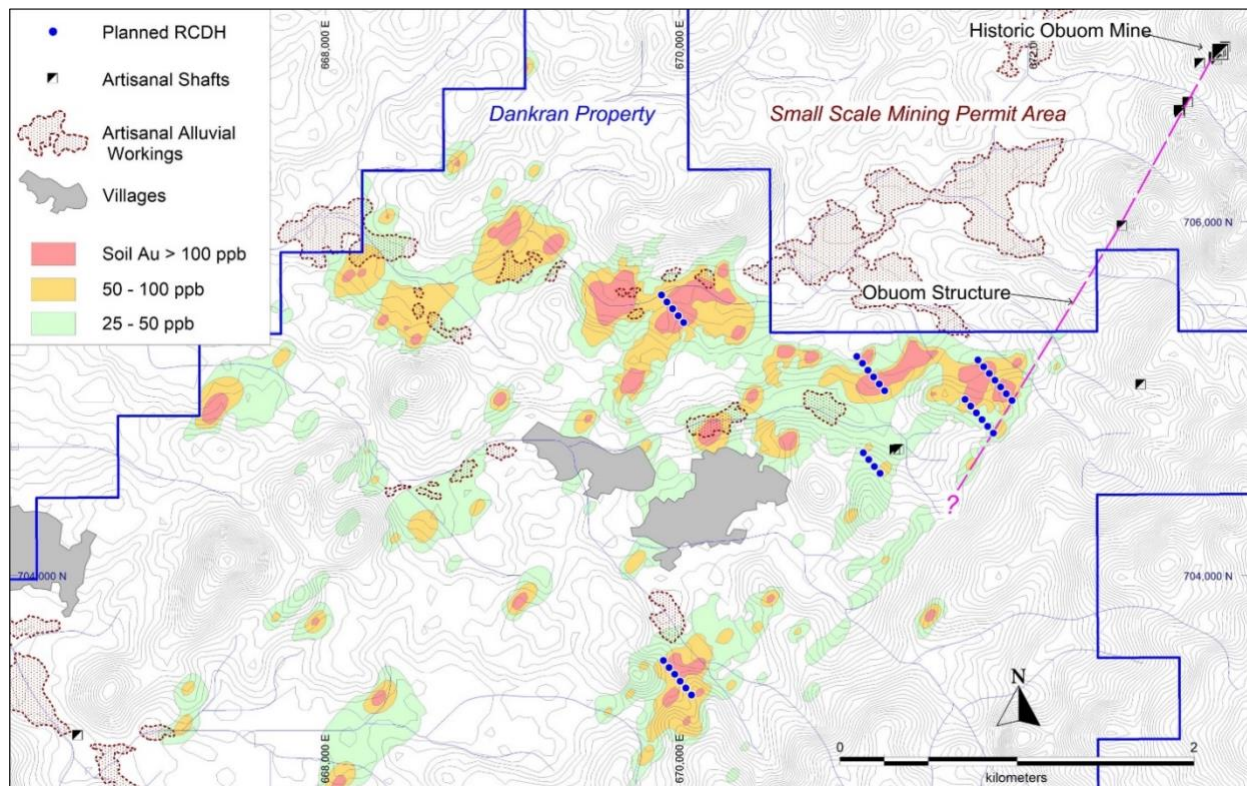 Planned RCDH
Artisanal Shafts
Artisanal Alluvial
Workings
Villages
Soil Au > 100 ppb
50 - 100 ppb
25 - 50 ppb
668,000 E
670,000 E
Historic Obuom Mine
Dankran Property
Small Scale Mining Permit Area
706,000 N
Obuom Structure
?
704,000 N
704,000 N
668,000 E
670,000 E
N
0
2
kilometers